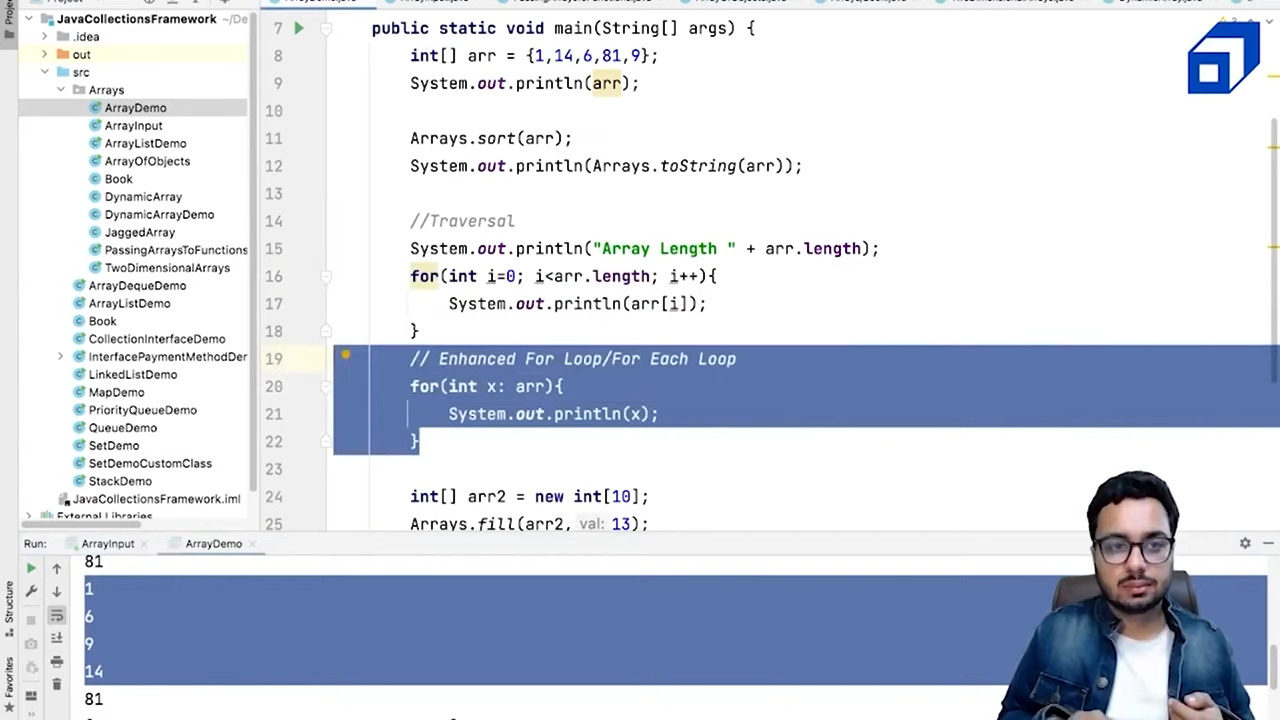 JavaCollectionsFramework ~/De
.idea
out
src
Arrays
ArrayDemo
ArrayInput
ArrayListDemo
ArrayOfObjects
Book
DynamicArray
DynamicArrayDemo
JaggedArray
PassingArraysToFunctions
TwoDimensionalArrays
ArrayDequeDemo
ArrayListDemo
Book
CollectionInterfaceDemo
InterfacePaymentMethodDer
LinkedListDemo
MapDemo
PriorityQueueDemo
QueueDemo
SetDemo
SetDemoCustomClass
StackDemo
JavaCollectionsFramework.iml
External Libraries
7 public static void main(String[] args) {
8 int[] arr = {1,14,6,81,9};
9 System.out.println(arr);
10
11 Arrays.sort(arr);
12 System.out.println(Arrays.toString(arr));
13
14 //Traversal
15 System.out.println("Array Length " + arr.length);
16 for(int i=0; i<arr.length; i++){
17 System.out.println(arr[i]);
18 }
19 // Enhanced For Loop/For Each Loop
20 for(int x: arr){
21 System.out.println(x);
22 }
23
24 int[] arr2 = new int[10];
25 Arrays.fill(arr2, val: 13);
Run: ArrayInput ArrayDemo
81
1
6
9
14
81
Structure
Favorites